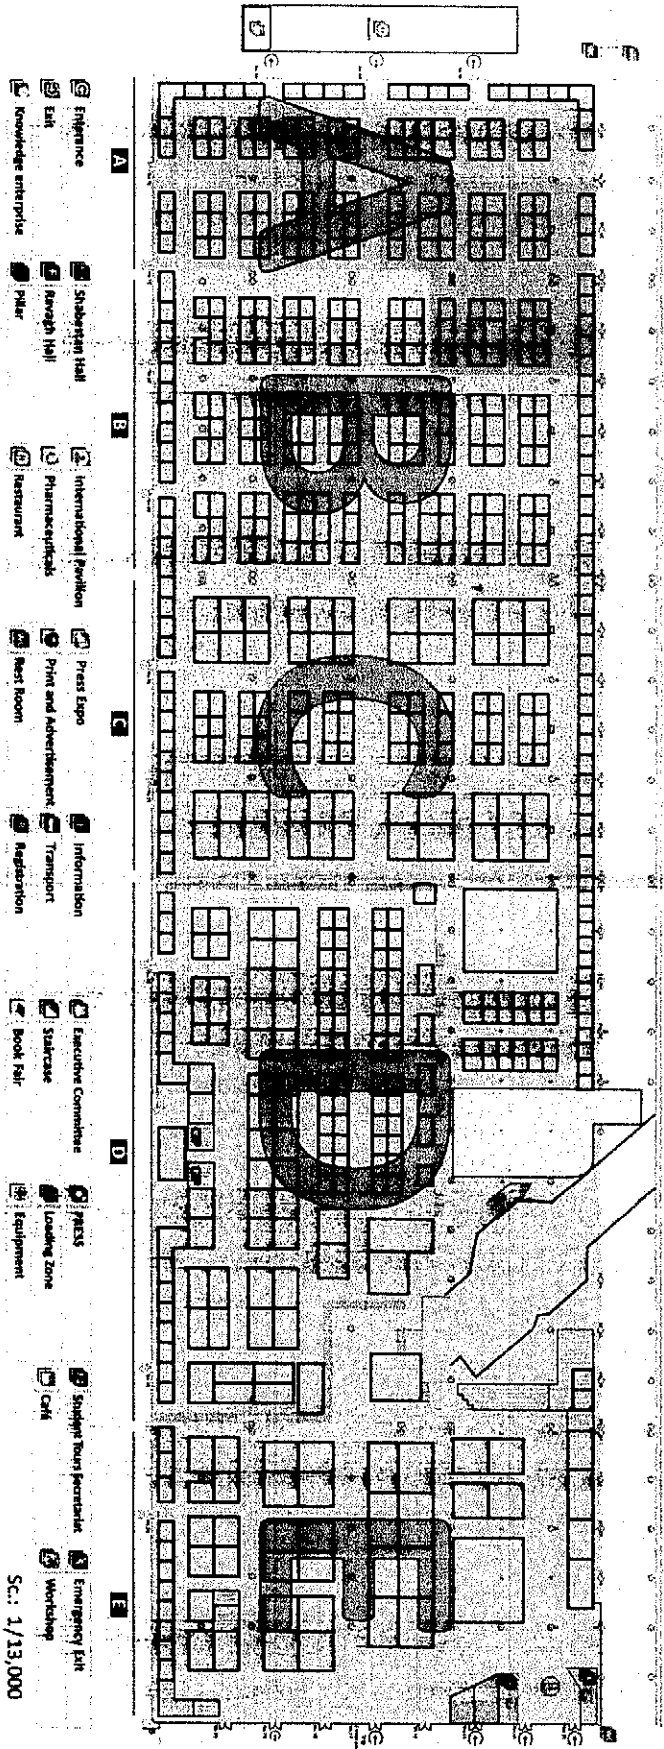 A B C D E
A B C D E
Entrance Shabestan Hall International Pavilion Press Expo Information Executive Committee PRESS Student Tours Secretariat Emergency Exit
Exit Ravagh Hall Pharmaceuticals Print and Advertisement Transport Staircase Loading Zone Café Workshop
Knowledge enterprise Pillar Restaurant Rest Room Registration Book Fair Equipment
Sc.: 1/13,000